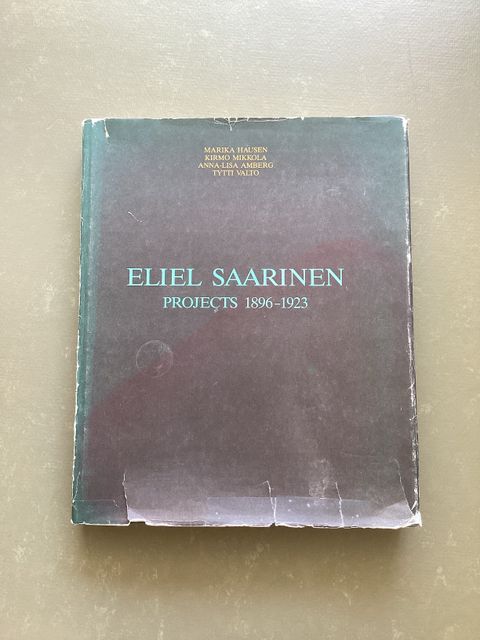 MARIKA HAUSEN
KIRMO MIKKOLA
ANNA-LISA AMBERG
TYTTI VALTO
ELIEL SAARINEN
PROJECTS 1896-1923